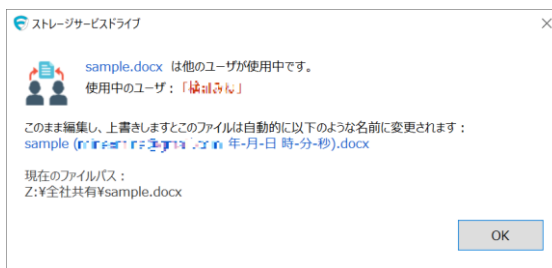 ストレージサービスドライブ
sample.docx は他のユーザが使用中です。
使用中のユーザ：「」
このまま編集し、上書きしますとこのファイルは自動的に以下のような名前に変更されます：
sample ( 年-月-日 時-分-秒).docx
現在のファイルパス：
Z:¥全社共有¥sample.docx
OK